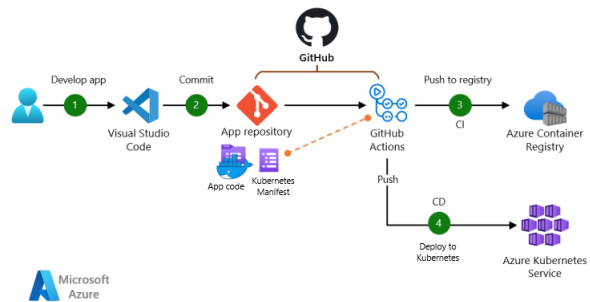 GitHub
Develop app
Commit
Push to registry
1
2
3
CI
Visual Studio
Code
App repository
GitHub
Actions
Azure Container
Registry
App code
Kubernetes
Manifest
Push
CD
4
Deploy to
Kubernetes
Azure Kubernetes
Service
Microsoft
Azure